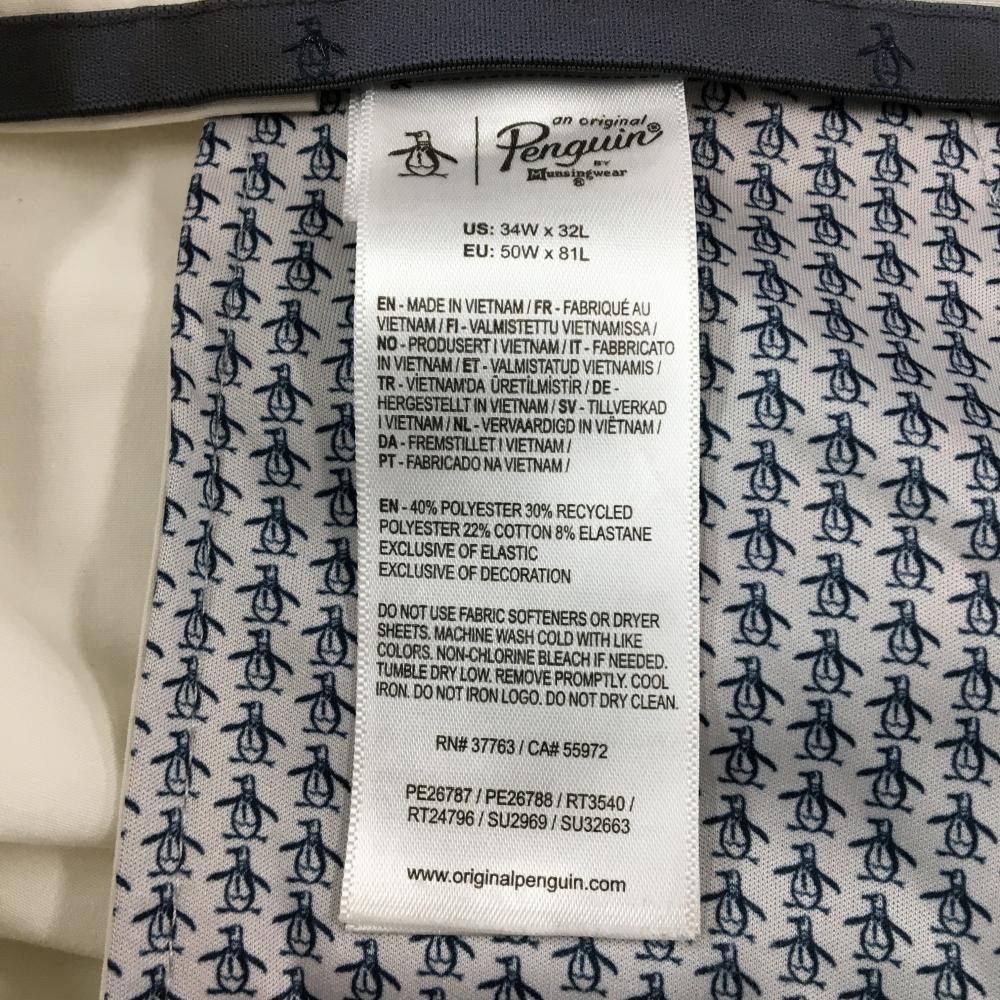 an original
Penguin®
BY
Munsingwear
®
US: 34W x 32L
EU: 50W x 81L
EN - MADE IN VIETNAM / FR - FABRIQUÉ AU
VIETNAM / FI - VALMISTETTU VIETNAMISSA /
NO - PRODUSERT I VIETNAM / IT - FABBRICATO
IN VIETNAM / ET - VALMISTATUD VIETNAMIS /
TR - VİETNAM'DA ÜRETİLMİSTİR / DE -
HERGESTELLT IN VIETNAM / SV - TILLVERKAD
I VIETNAM / NL - VERVAARDIGD IN VIËTNAM /
DA - FREMSTILLET I VIETNAM /
PT - FABRICADO NA VIETNAM /
EN - 40% POLYESTER 30% RECYCLED
POLYESTER 22% COTTON 8% ELASTANE
EXCLUSIVE OF ELASTIC
EXCLUSIVE OF DECORATION
DO NOT USE FABRIC SOFTENERS OR DRYER
SHEETS. MACHINE WASH COLD WITH LIKE
COLORS. NON-CHLORINE BLEACH IF NEEDED.
TUMBLE DRY LOW. REMOVE PROMPTLY. COOL
IRON. DO NOT IRON LOGO. DO NOT DRY CLEAN.
RN# 37763 / CA# 55972
PE26787 / PE26788 / RT3540 /
RT24796 / SU2969 / SU32663
www.originalpenguin.com